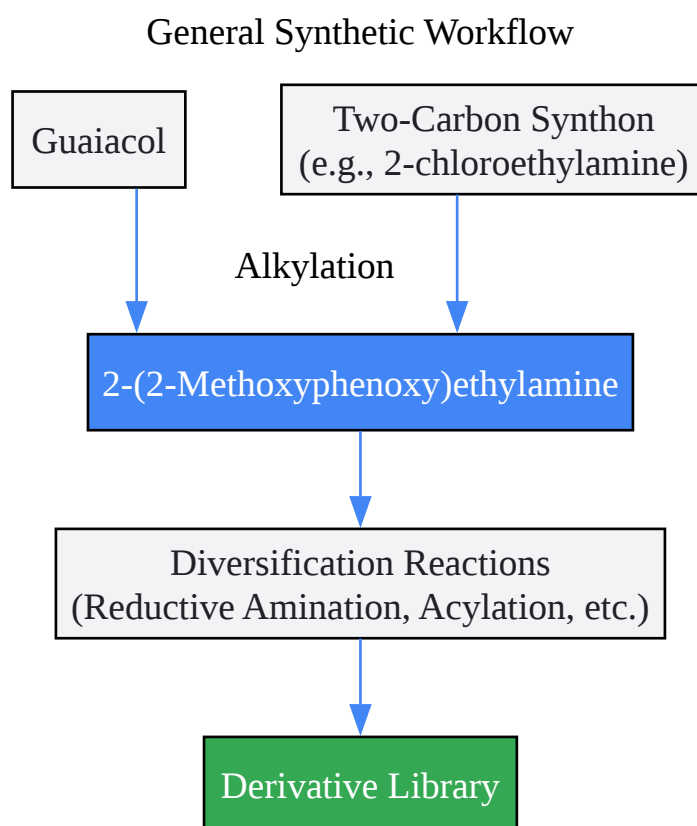 General Synthetic Workflow
Guaiacol
Two-Carbon Synthon
(e.g., 2-chloroethylamine)
Alkylation
2-(2-Methoxyphenoxy)ethylamine
Diversification Reactions
(Reductive Amination, Acylation, etc.)
Derivative Library